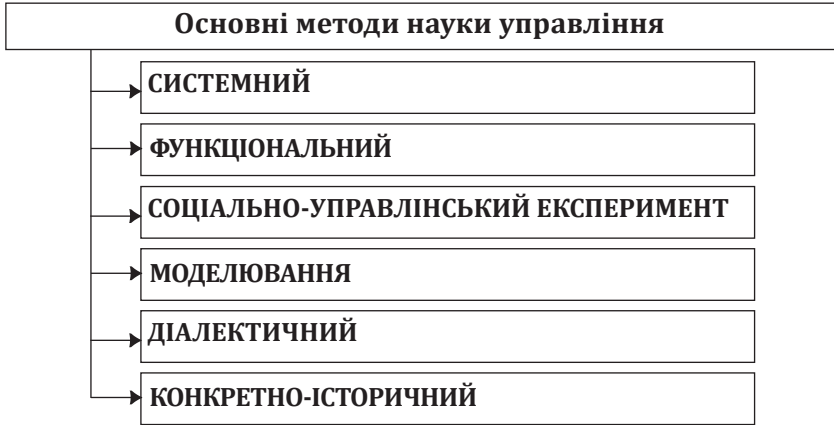 Основні методи науки управління
СИСТЕМНИЙ
ФУНКЦІОНАЛЬНИЙ
СОЦІАЛЬНО-УПРАВЛІНСЬКИЙ ЕКСПЕРИМЕНТ
МОДЕЛЮВАННЯ
ДІАЛЕКТИЧНИЙ
КОНКРЕТНО-ІСТОРИЧНИЙ